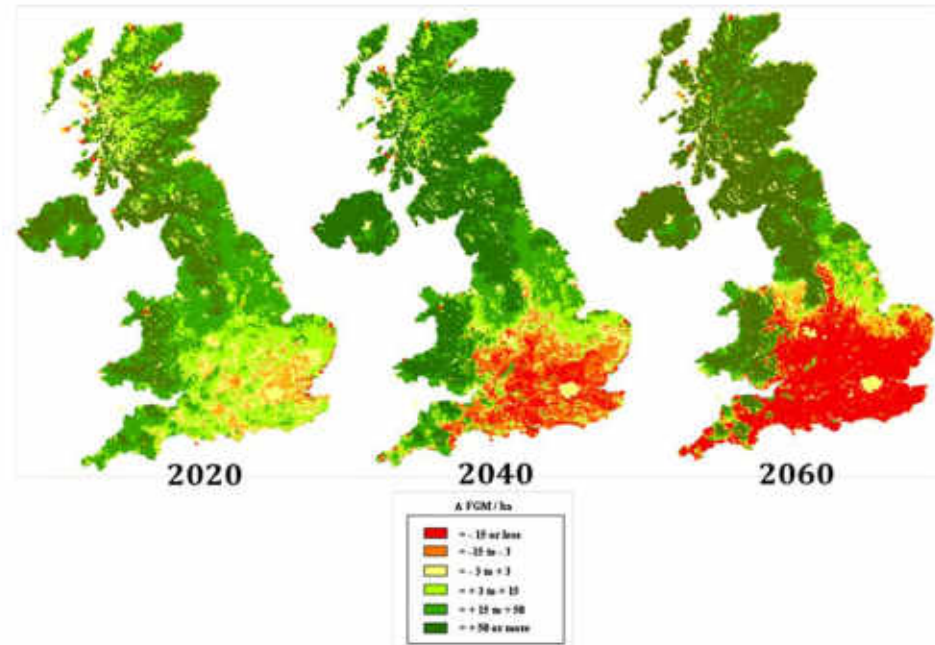 2020 2040 2060
Δ FGM / ha
= - 15 or less
= -15 to - 3
= - 3 to + 3
= + 3 to + 15
= + 15 to + 50
= + 50 or more